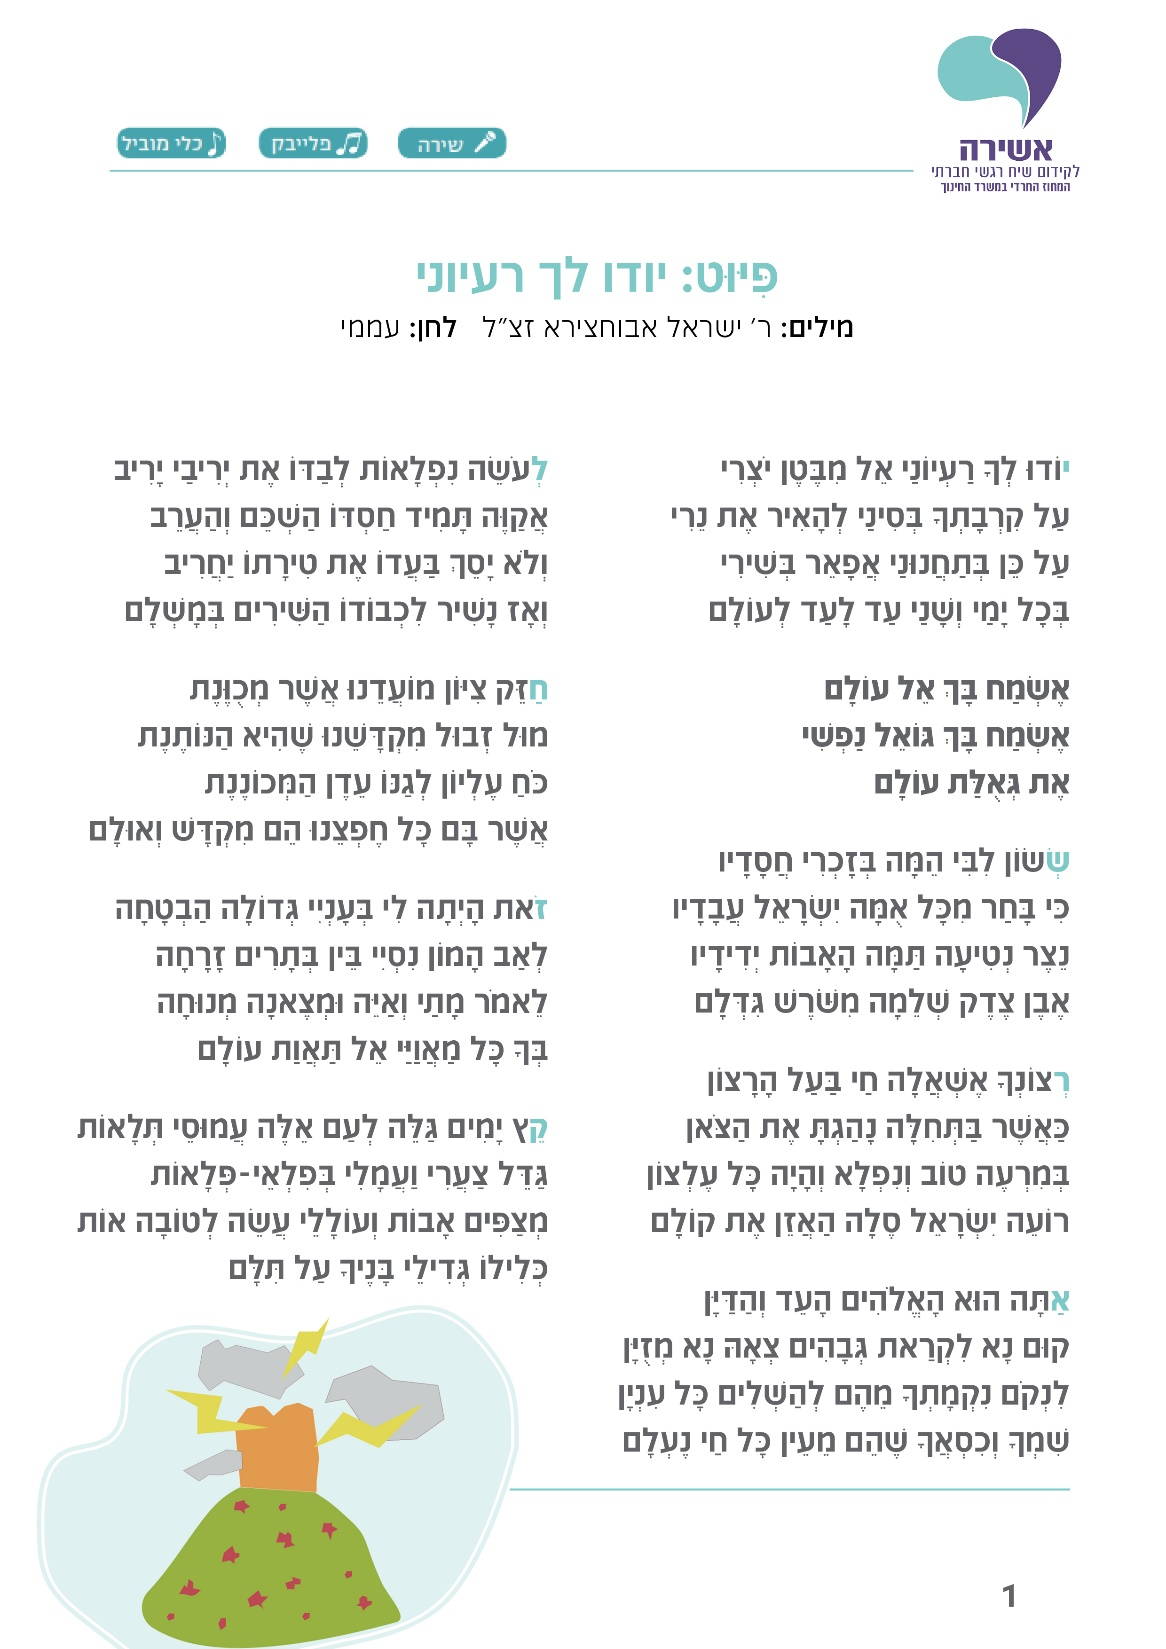 אשירה
לקידום שיח רגשי חברתי
המחוז החרדי במשרד החינוך
שירה
פלייבק
כלי מוביל
פִּיּוּט: יודו לך רעיוני
מילים: ר׳ ישראל אבוחצירא זצ״ל לחן: עממי
יוֹדוּ לְךָ רַעְיוֹנַי אֵל מִבֶּטֶן יֹצְרִי
עַל קִרְבָתְךָ בְּסִינַי לְהָאִיר אֶת נֵרִי
עַל כֵּן בְּתַחֲנוּנַי אֲפָאֵר בְּשִׁירִי
בְּכָל יָמַי וְשָׁנַי עַד לָעַד לְעוֹלָם
אֶשְׂמַח בָּךְ אֵל עוֹלָם
אֶשְׂמַח בָּךְ גּוֹאֵל נַפְשִׁי
אֶת גְּאֻלַּת עוֹלָם
שְׂשׂוֹן לִבִּי הֵמָּה בְּזָכְרִי חֲסָדָיו
כִּי בָּחַר מִכָּל אֻמָּה יִשְׂרָאֵל עֲבָדָיו
נֵצֶר נְטִיעָה תַּמָּה הָאָבוֹת יְדִידָיו
אֶבֶן צֶדֶק שְׁלֵמָה מִשֹּׁרֶשׁ גִּדְּלָם
רְצוֹנְךָ אֶשְׁאֲלָה חַי בַּעַל הָרָצוֹן
כַּאֲשֶׁר בַּתְּחִלָּה נָהַגְתָּ אֶת הַצֹּאן
בְּמִרְעֶה טוֹב וְנִפְלָא וְהָיָה כָּל עֶלְצוֹן
רוֹעֵה יִשְׂרָאֵל סֶלָה הַאֲזֵן אֶת קוֹלָם
אַתָּה הוּא הָאֱלֹהִים הָעֵד וְהַדַּיָּן
קוּם נָא לִקְרַאת גְּבָהִים צְאָה נָא מְזֻיָּן
לִנְקֹם נִקְמָתְךָ מֵהֶם לְהַשְׁלִים כָּל עִנְיָן
שִׁמְךָ וְכִסְאֲךָ שֶׁהֵם מֵעֵין כָּל חַי נֶעְלָם
לְעֹשֵׂה נִפְלָאוֹת לְבַדּוֹ אֶת יְרִיבַי יָרִיב
אֲקַוֶּה תָּמִיד חַסְדּוֹ הַשְׁכֵּם וְהַעֲרֵב
וְלֹא יָסֵךְ בַּעֲדוֹ אֶת טִירָתוֹ יַחֲרִיב
וְאָז נָשִׁיר לִכְבוֹדוֹ הַשִּׁירִים בְּמָשְׁלָם
חַזֵּק צִיּוֹן מוֹעֲדֵנוּ אֲשֶׁר מְכֻוֶּנֶת
מוּל זְבוּל מִקְדָּשֵׁנוּ שֶׁהִיא הַנּוֹתֶנֶת
כֹּחַ עֶלְיוֹן לְגַנּוֹ עֵדֶן הַמְּכוֹנֶנֶת
אֲשֶׁר בָּם כָּל חֶפְצֵנוּ הֵם מִקְדָּשׁ וְאוּלָם
זֹאת הָיְתָה לִי בְּעָנְיִי גְּדוֹלָה הַבְטָחָה
לְאַב הָמוֹן נִסְיִי בֵּין בְּתָרִים זָרָחָה
לֵאמֹר מָתַי וְאַיֵּה וּמְצֶאנָה מְנוּחָה
בְּךָ כָּל מַאֲוַיַּי אֵל תַּאֲוַת עוֹלָם
קֵץ יָמִים גַּלֵּה לְעַם אֵלֶּה עֲמוּסֵי תְּלָאוֹת
גַּדֵּל צַעֲרִי וַעֲמָלִי בְּפִלְאֵי-פְּלָאוֹת
מְצַפִּים אָבוֹת וְעוֹלָלֵי עֲשֵׂה לְטוֹבָה אוֹת
כְּלִילוֹ גְּדִילֵי בָּנֶיךָ עַל תִּלָּם
1